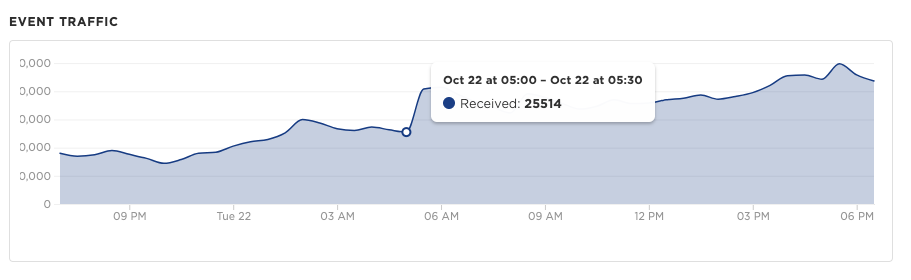 EVENT TRAFFIC
0,000
0,000
0,000
0,000
0,000
0
Oct 22 at 05:00 – Oct 22 at 05:30
Received: 25514
09 PM
Tue 22
03 AM
06 AM
09 AM
12 PM
03 PM
06 PM